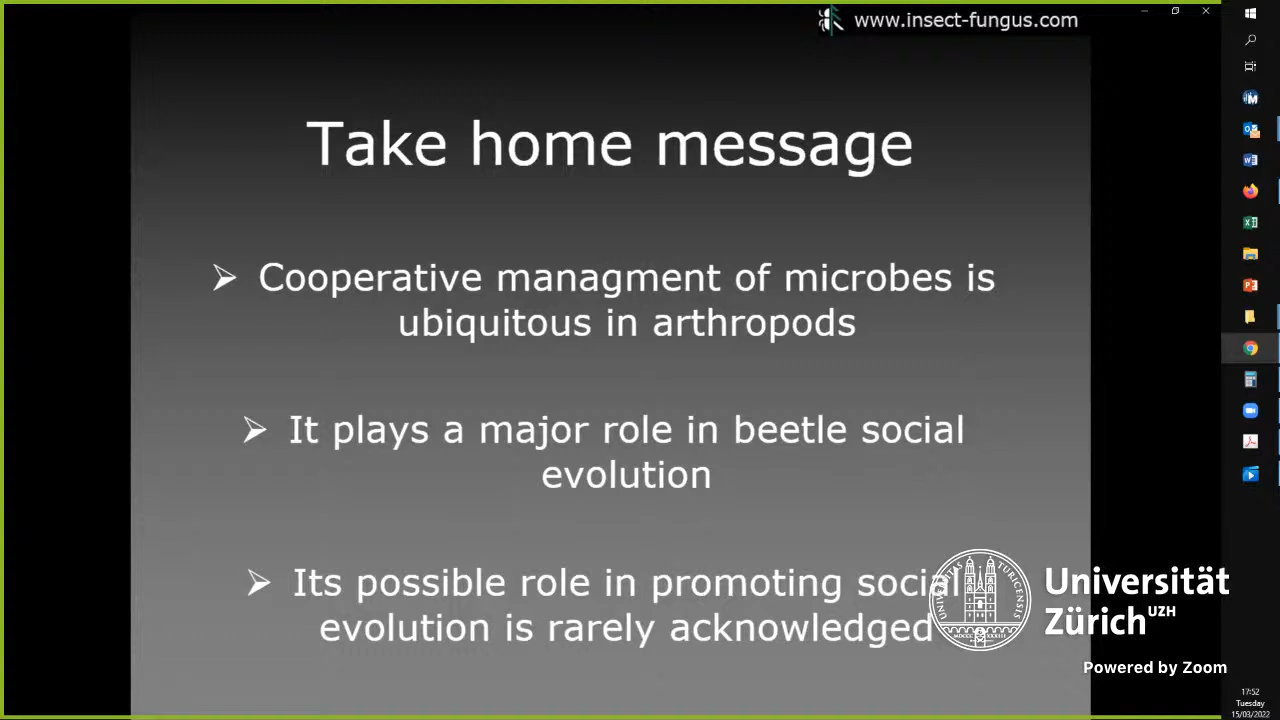 www.insect-fungus.com
Take home message
➢ Cooperative managment of microbes is
ubiquitous in arthropods
➢ It plays a major role in beetle social
evolution
➢ Its possible role in promoting social
evolution is rarely acknowledged
Universität
Zürich UZH
Powered by Zoom
17:52
Tuesday
15/03/2022